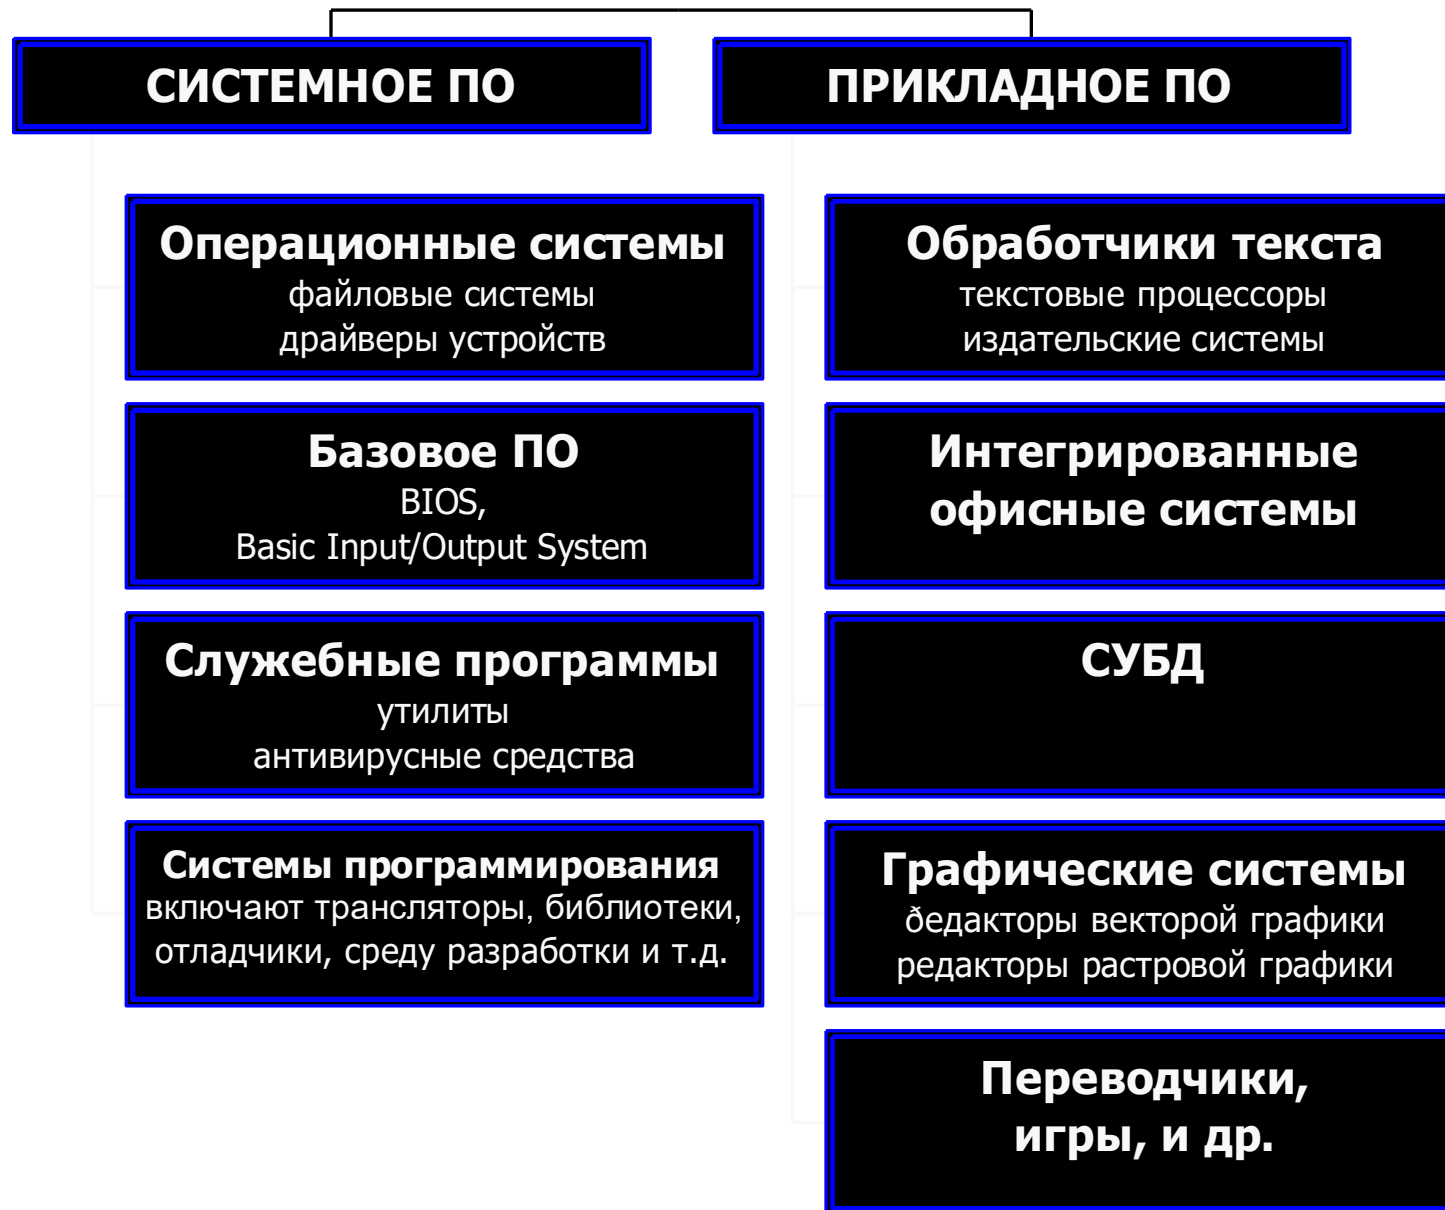 СИСТЕМНОЕ ПО
Операционные системы
файловые системы
драйверы устройств
Базовое ПО
BIOS,
Basic Input/Output System
Служебные программы
утилиты
антивирусные средства
Системы программирования
включают трансляторы, библиотеки,
отладчики, среду разработки и т.д.
ПРИКЛАДНОЕ ПО
Обработчики текста
текстовые процессоры
издательские системы
Интегрированные
офисные системы
СУБД
Графические системы
ðедакторы векторой графики
редакторы растровой графики
Переводчики,
игры, и др.